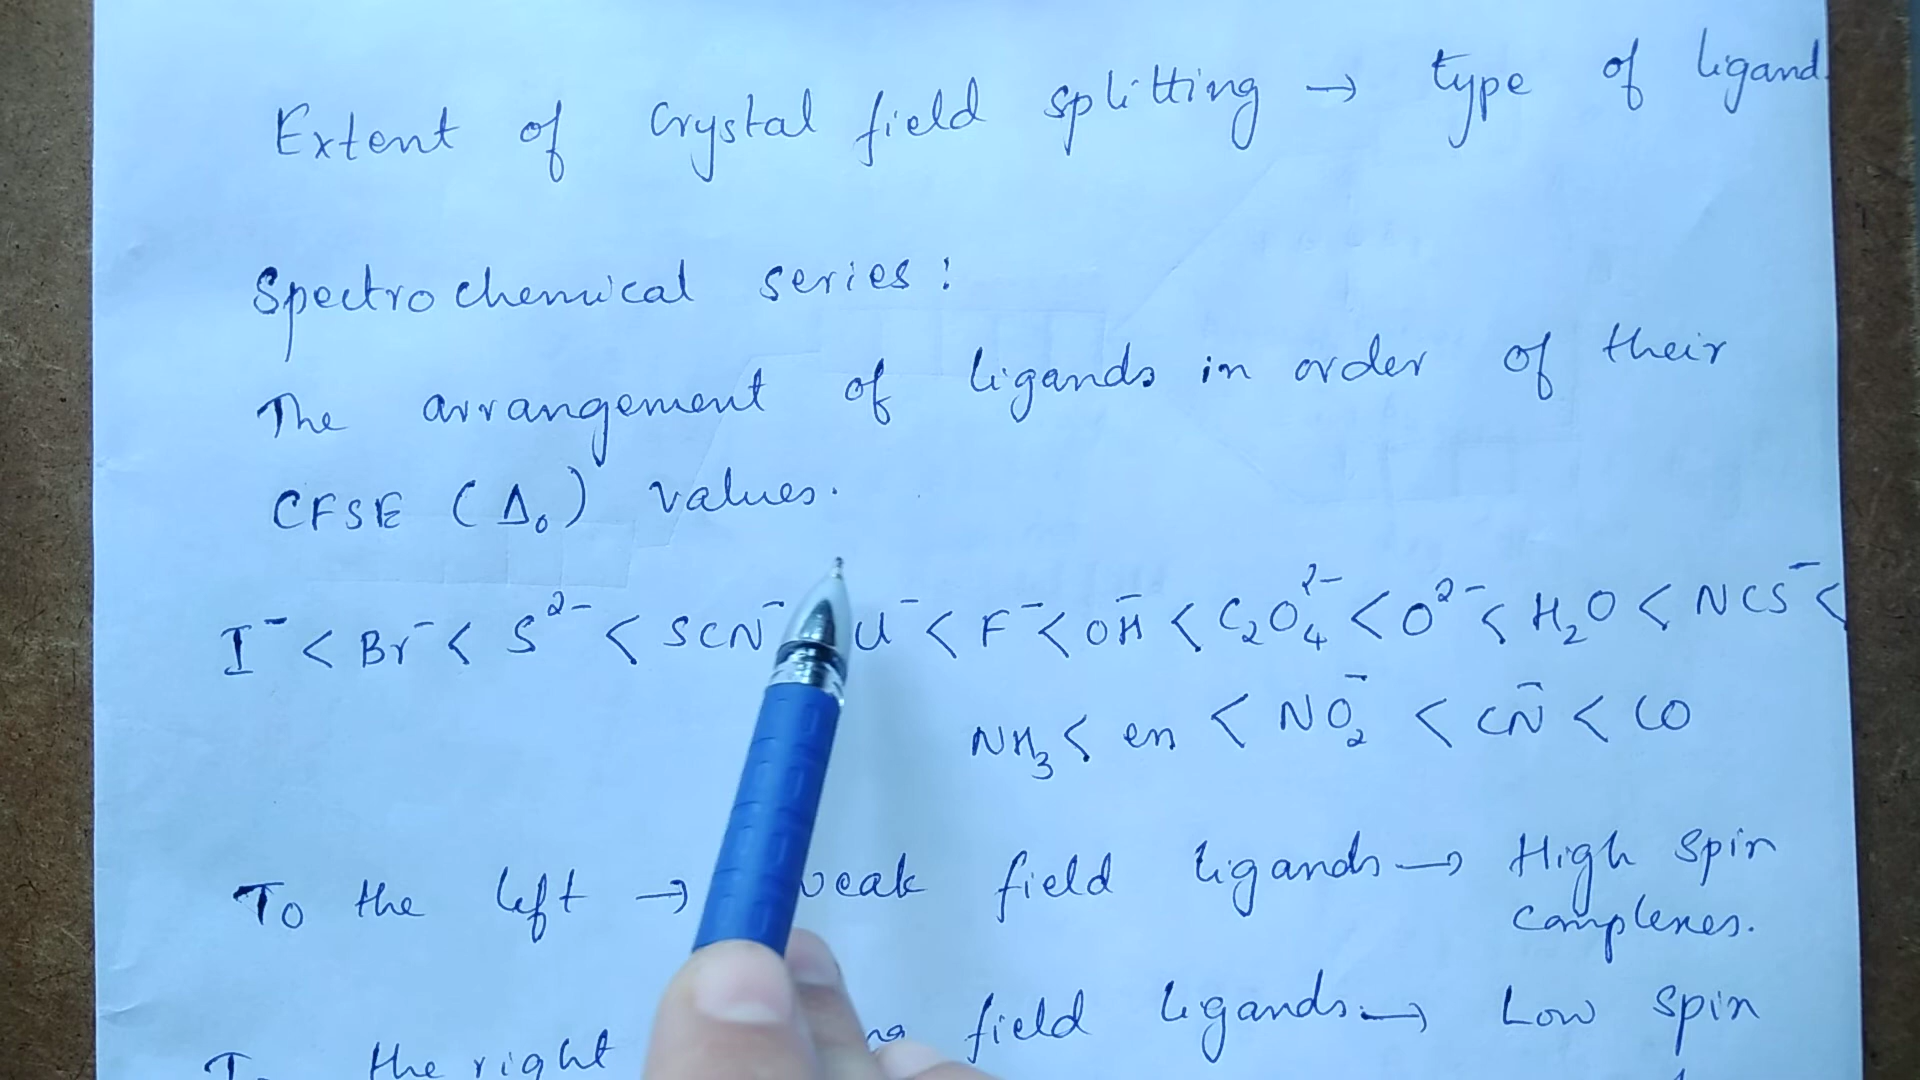 Extent of crystal field splitting → type of ligand
Spectrochemical series:
The arrangement of ligands in order of their
CFSE (Δ₀) values.
I⁻ < Br⁻ < S²⁻ < SCN⁻ Cl⁻ < F⁻ < OH⁻ < C₂O₄²⁻ < O²⁻ < H₂O < NCS⁻ <
NH₃ < en < NO₂⁻ < CN⁻ < CO
To the left → weak field ligands → High spin
complexes.
the right field ligands → Low spin